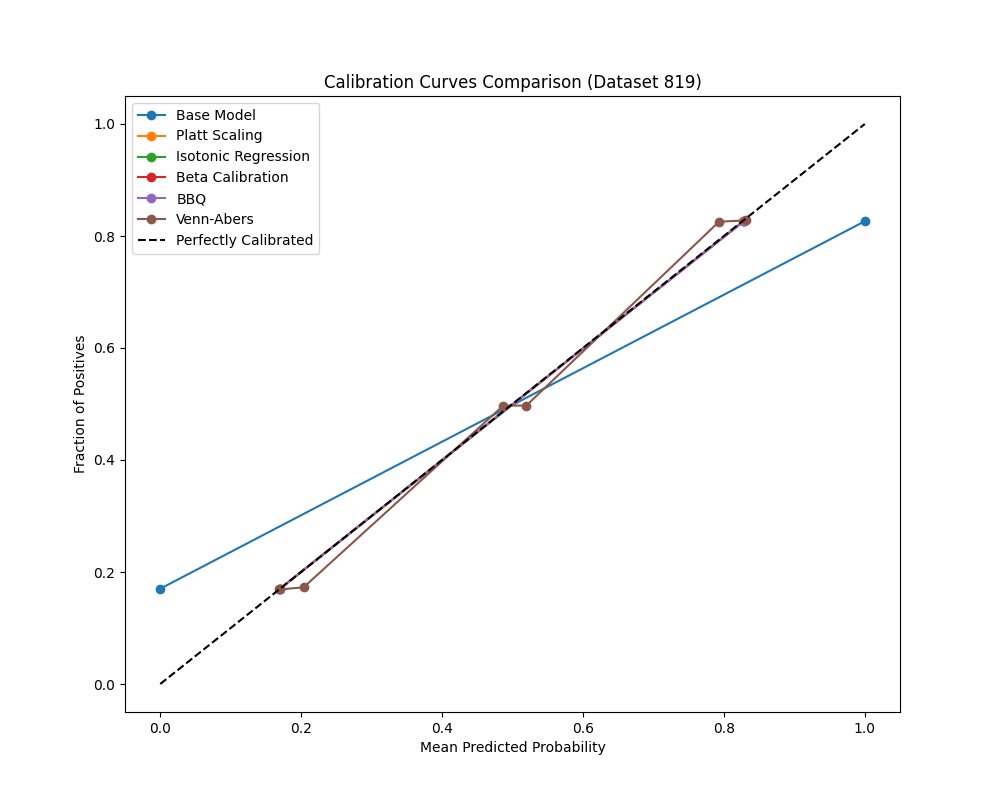 Calibration Curves Comparison (Dataset 819)
Base Model
Platt Scaling
Isotonic Regression
Beta Calibration
BBQ
Venn-Abers
Perfectly Calibrated
Fraction of Positives
1.0
0.8
0.6
0.4
0.2
0.0
0.0 0.2 0.4 0.6 0.8 1.0
Mean Predicted Probability